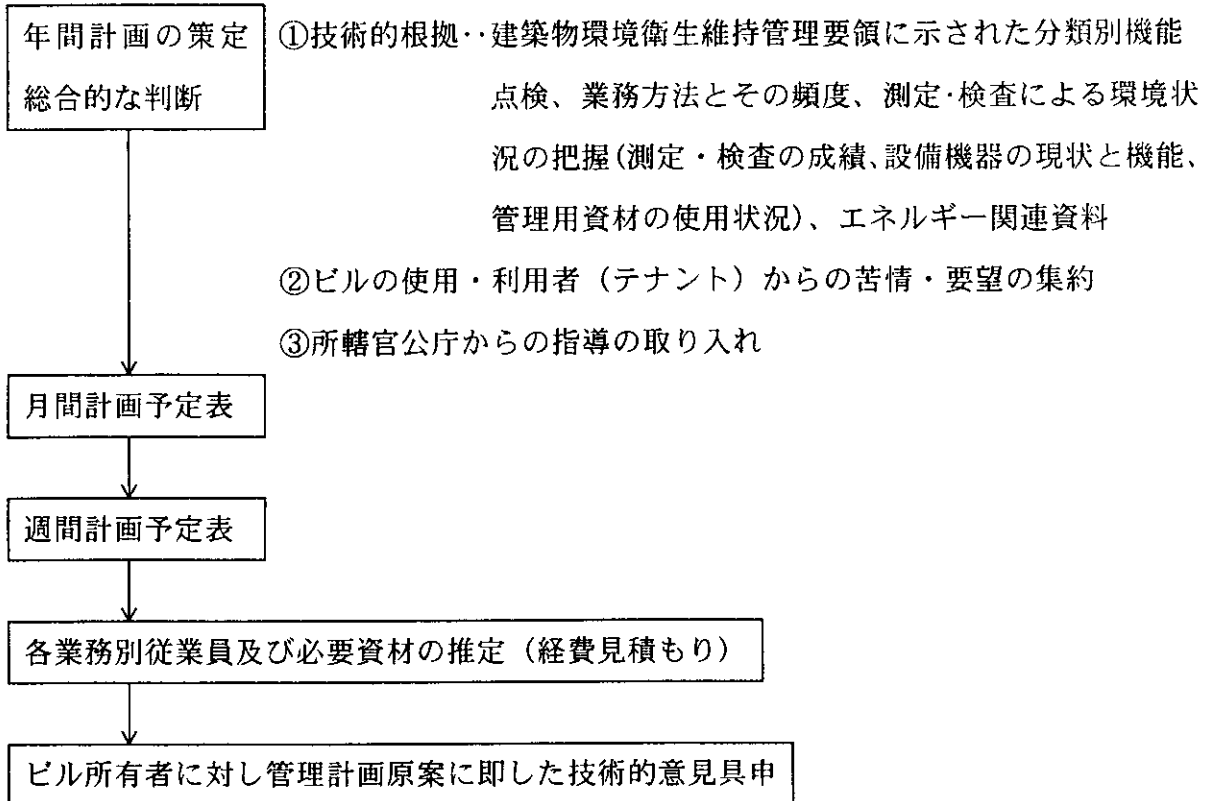 年間計画の策定
総合的な判断
①技術的根拠‥建築物環境衛生維持管理要領に示された分類別機能
点検、業務方法とその頻度、測定・検査による環境状
況の把握(測定・検査の成績、設備機器の現状と機能、
管理用資材の使用状況)、エネルギー関連資料
②ビルの使用・利用者（テナント）からの苦情・要望の集約
③所轄官公庁からの指導の取り入れ
月間計画予定表
週間計画予定表
各業務別従業員及び必要資材の推定（経費見積もり）
ビル所有者に対し管理計画原案に即した技術的意見具申